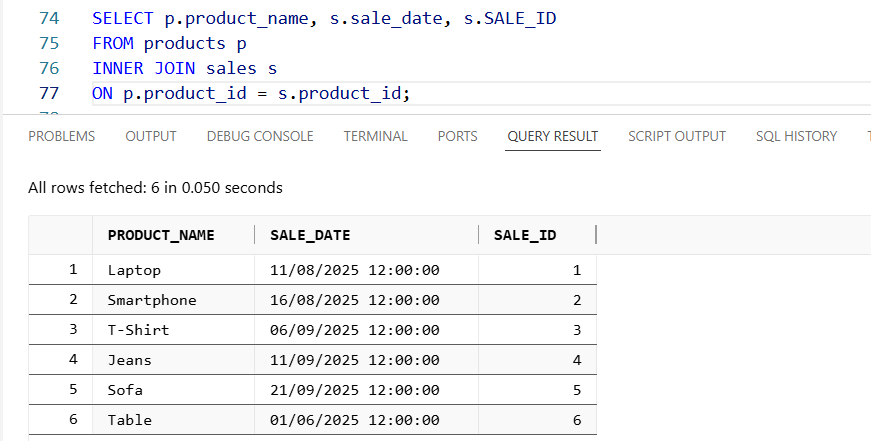 74 SELECT p.product_name, s.sale_date, s.SALE_ID
75 FROM products p
76 INNER JOIN sales s
77 ON p.product_id = s.product_id;
PROBLEMS OUTPUT DEBUG CONSOLE TERMINAL PORTS QUERY RESULT SCRIPT OUTPUT SQL HISTORY
All rows fetched: 6 in 0.050 seconds
PRODUCT_NAME SALE_DATE SALE_ID
1 Laptop 11/08/2025 12:00:00 1
2 Smartphone 16/08/2025 12:00:00 2
3 T-Shirt 06/09/2025 12:00:00 3
4 Jeans 11/09/2025 12:00:00 4
5 Sofa 21/09/2025 12:00:00 5
6 Table 01/06/2025 12:00:00 6